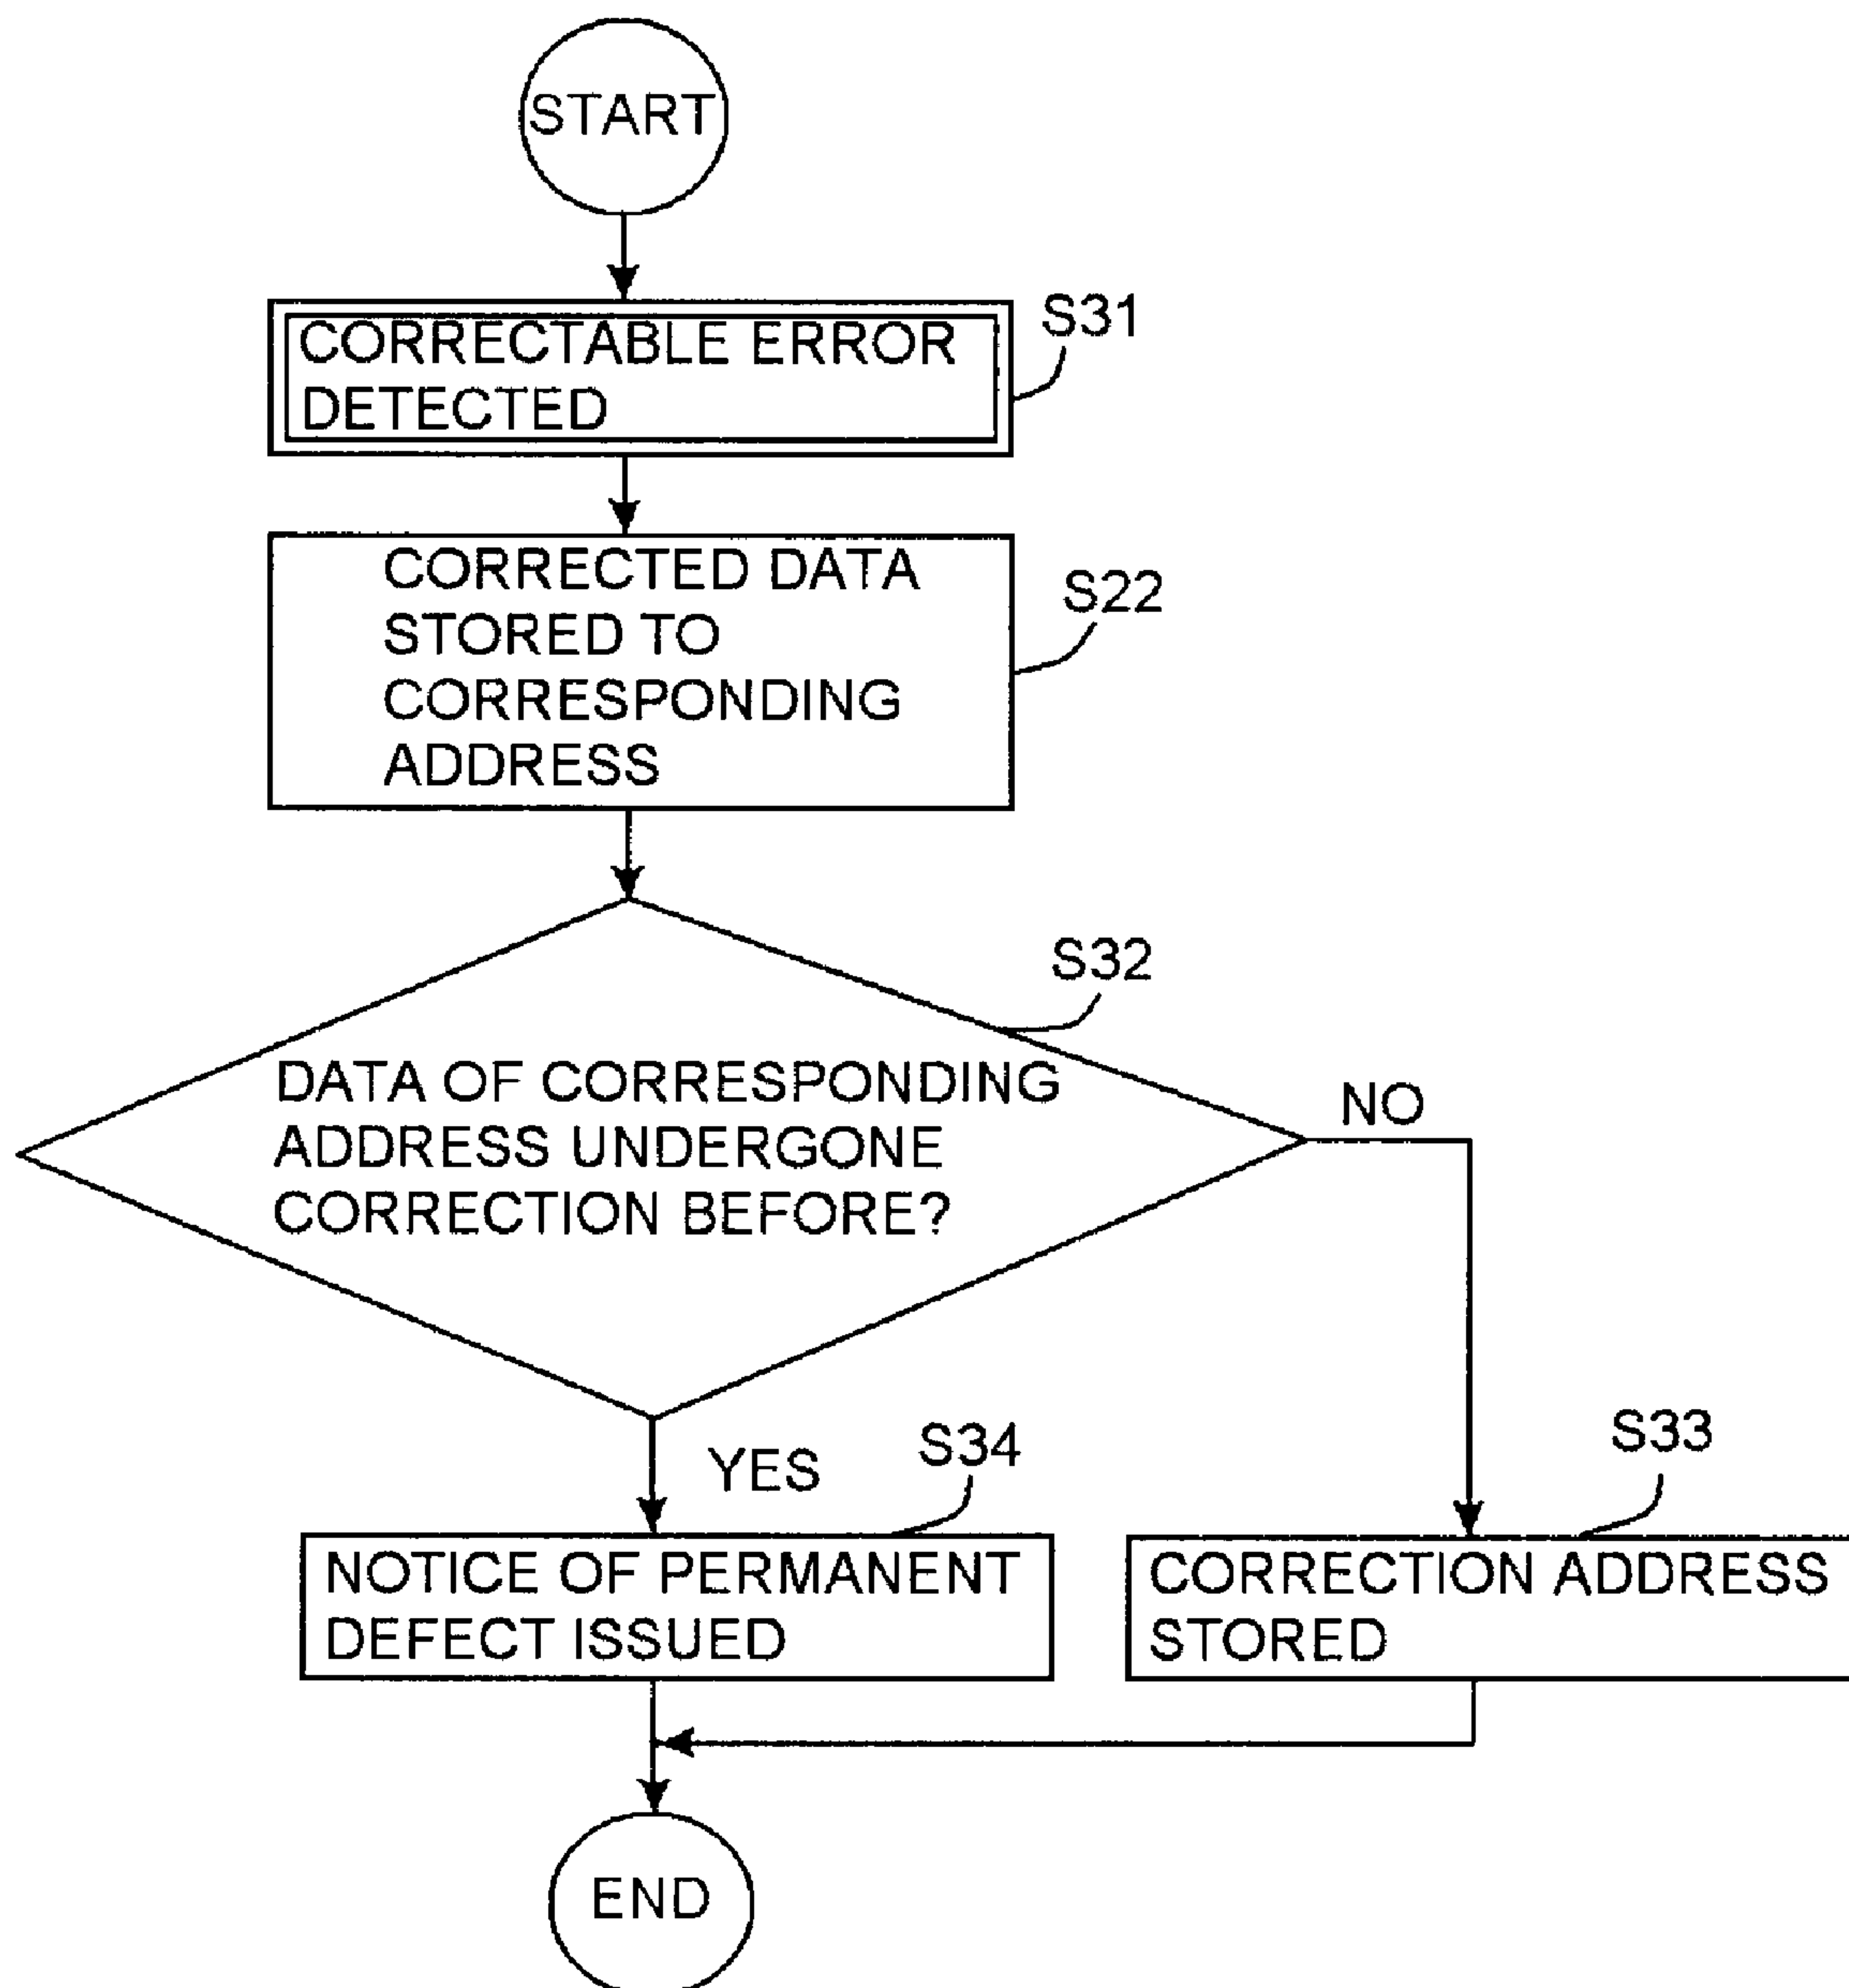 START
CORRECTABLE ERROR
DETECTED
S31
CORRECTED DATA
STORED TO
CORRESPONDING
ADDRESS
S22
S32
DATA OF CORRESPONDING
ADDRESS UNDERGONE
CORRECTION BEFORE?
NO
YES
S34
S33
NOTICE OF PERMANENT
DEFECT ISSUED
CORRECTION ADDRESS
STORED
END